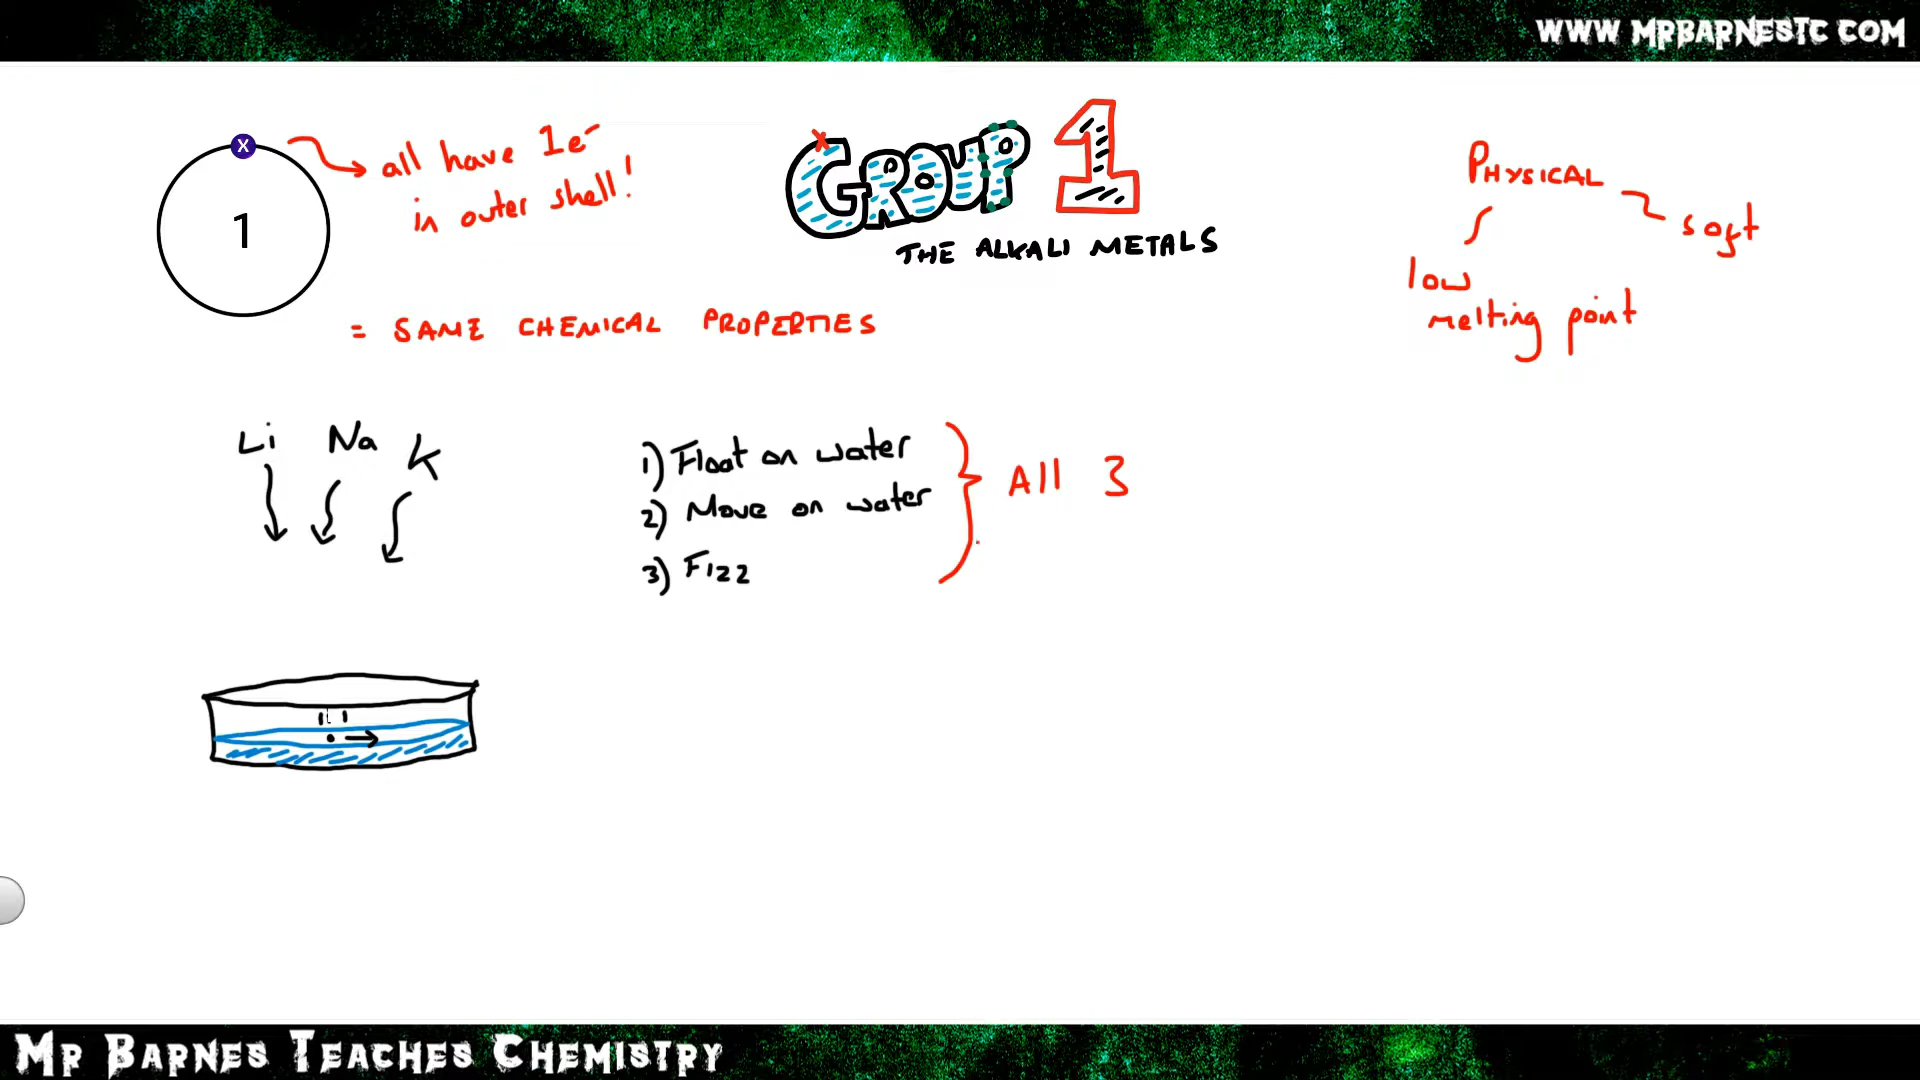 WWW MRBARNESTC COM
x
1
all have 1e⁻
in outer shell!
GROUP 1
THE ALKALI METALS
PHYSICAL
soft
low
melting point
= SAME CHEMICAL PROPERTIES
Li Na K
1) Float on water
2) Move on water
3) Fizz
All 3
MR BARNES TEACHES CHEMISTRY